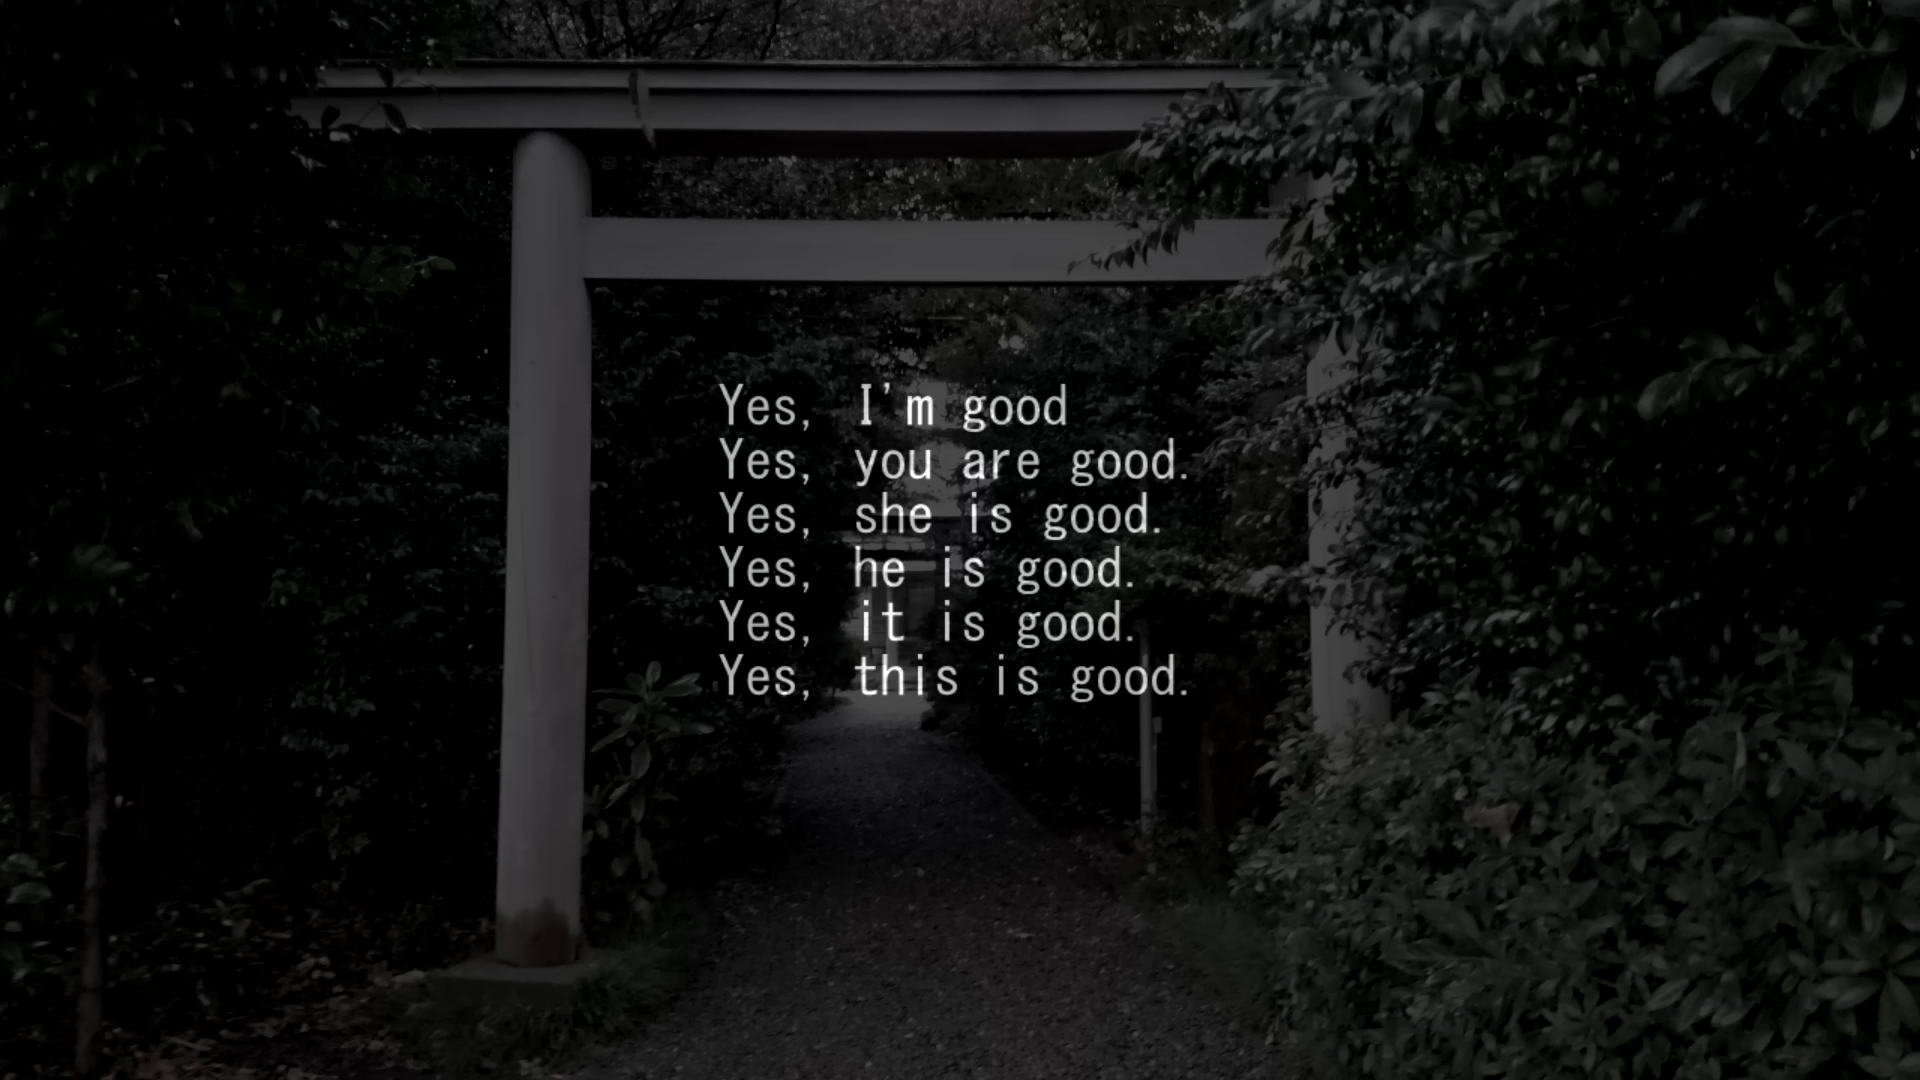 Yes, I'm good
Yes, you are good.
Yes, she is good.
Yes, he is good.
Yes, it is good.
Yes, this is good.